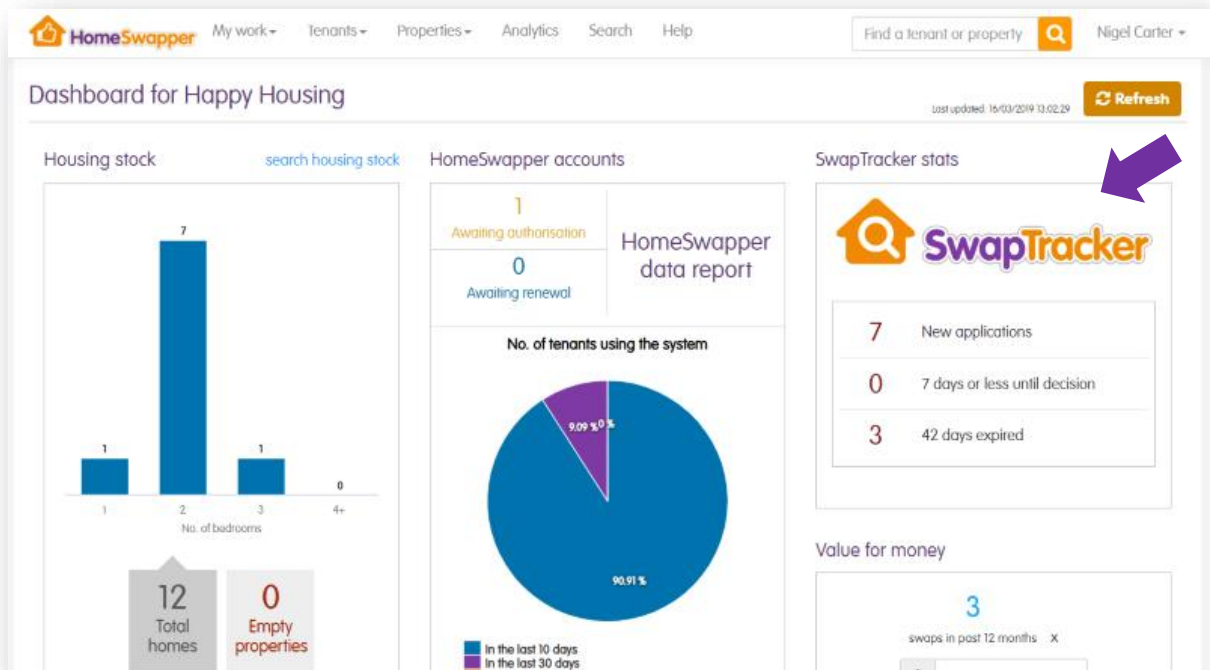 HomeSwapper
My work
Tenants
Properties
Analytics
Search
Help
Find a tenant or property
Nigel Carter
Dashboard for Happy Housing
Last updated: 16/03/2019 13.02.29
Refresh
Housing stock
search housing stock
7
1
1
0
1
2
3
4+
No. of bedrooms
12
Total
homes
0
Empty
properties
HomeSwapper accounts
1
Awaiting authorisation
0
Awaiting renewal
HomeSwapper
data report
No. of tenants using the system
9.09 %
0 %
90.91 %
In the last 10 days
In the last 30 days
SwapTracker stats
SwapTracker
7 New applications
0 7 days or less until decision
3 42 days expired
Value for money
3
swaps in past 12 months X